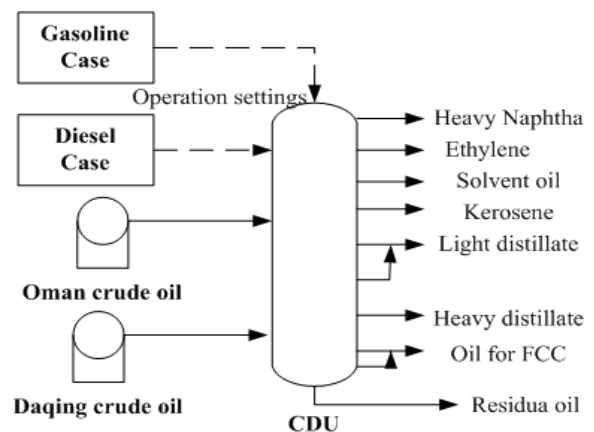 Gasoline
Case
Operation settings
Diesel
Case
Oman crude oil
Daqing crude oil
CDU
Heavy Naphtha
Ethylene
Solvent oil
Kerosene
Light distillate
Heavy distillate
Oil for FCC
Residua oil